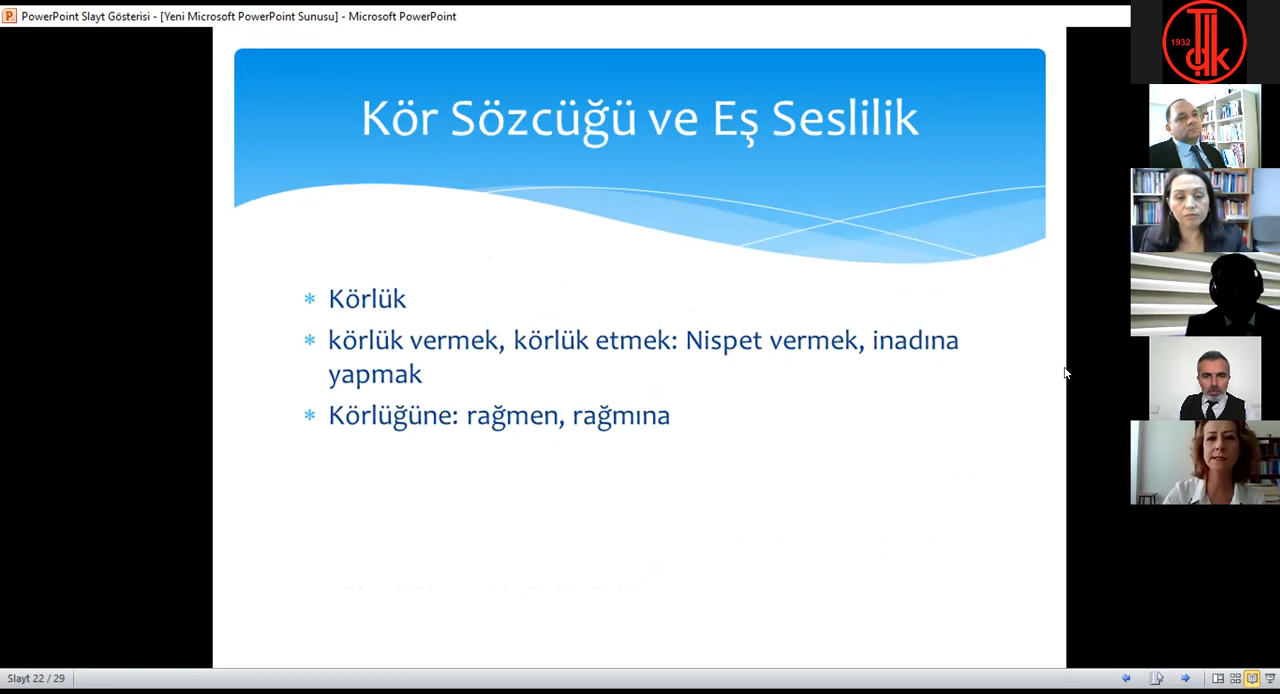 PowerPoint Slayt Gösterisi - [Yeni Microsoft PowerPoint Sunusu] - Microsoft PowerPoint
1932
Kör Sözcüğü ve Eş Seslilik
* Körlük
* körlük vermek, körlük etmek: Nispet vermek, inadına
yapmak
* Körlüğüne: rağmen, rağmına
Slayt 22 / 29